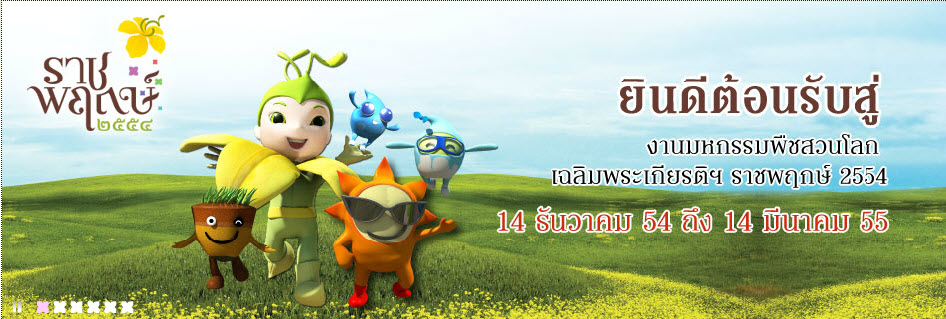 ราช
พฤกษ์
๒๕๕๔
ยินดีต้อนรับสู่
งานมหกรรมพืชสวนโลก
เฉลิมพระเกียรติฯ ราชพฤกษ์ 2554
14 ธันวาคม 54 ถึง 14 มีนาคม 55